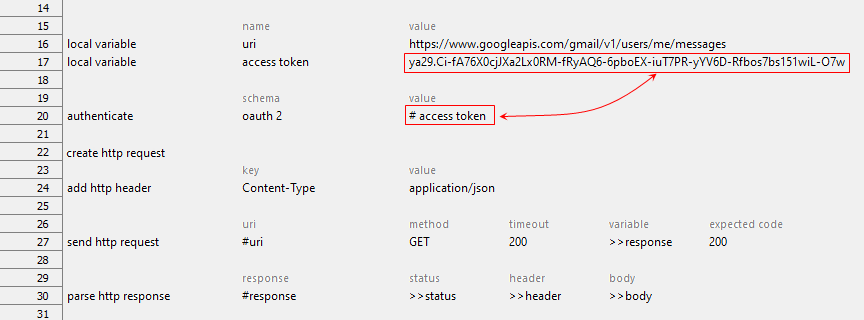 14
15 name value
16 local variable uri https://www.googleapis.com/gmail/v1/users/me/messages
17 local variable access token ya29.Ci-fA76X0cjJXa2Lx0RM-fRyAQ6-6pboEX-iuT7PR-yYV6D-Rfbos7bs151wiL-O7w
18
19 schema value
20 authenticate oauth 2 # access token
21
22 create http request
23 key value
24 add http header Content-Type application/json
25
26 uri method timeout variable expected code
27 send http request #uri GET 200 >>response 200
28
29 response status header body
30 parse http response #response >>status >>header >>body
31